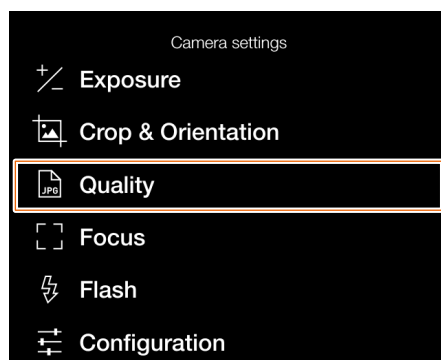 Camera settings
Exposure
Crop & Orientation
JPG Quality
Focus
Flash
Configuration